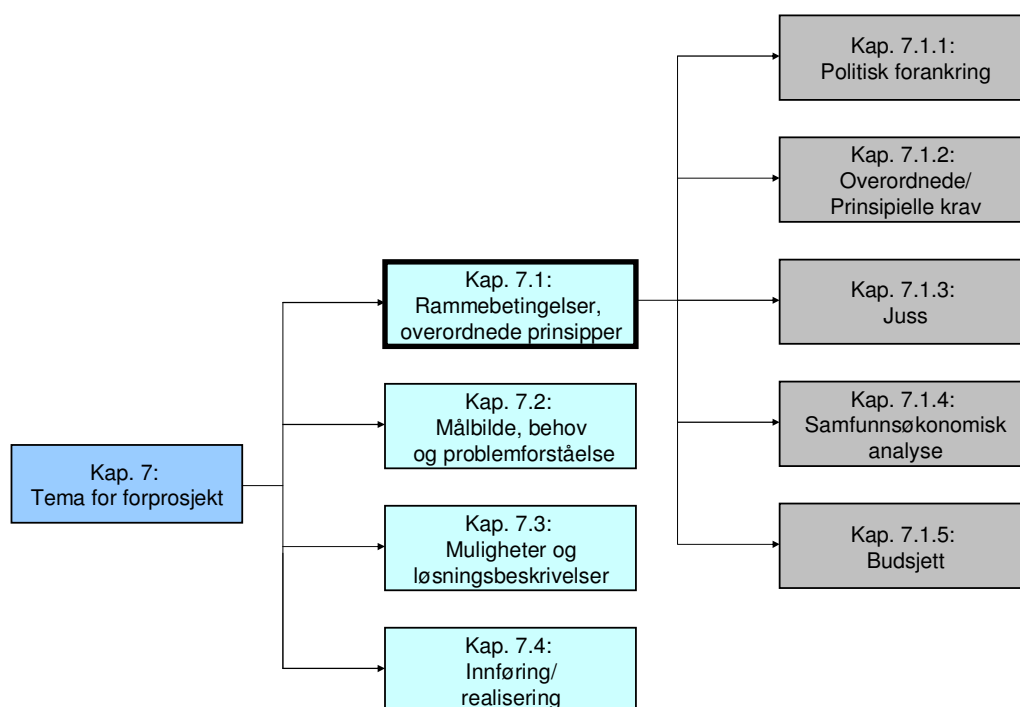 Kap. 7:
Tema for forprosjekt
Kap. 7.1:
Rammebetingelser,
overordnede prinsipper
Kap. 7.2:
Målbilde, behov
og problemforståelse
Kap. 7.3:
Muligheter og
løsningsbeskrivelser
Kap. 7.4:
Innføring/
realisering
Kap. 7.1.1:
Politisk forankring
Kap. 7.1.2:
Overordnede/
Prinsipielle krav
Kap. 7.1.3:
Juss
Kap. 7.1.4:
Samfunnsøkonomisk
analyse
Kap. 7.1.5:
Budsjett